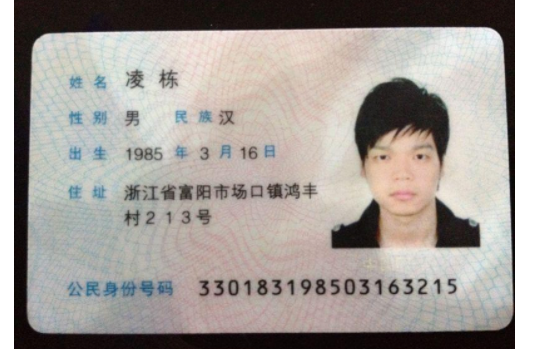 姓名 凌栋
性别 男 民族 汉
出生 1985 年 3 月 16 日
住址 浙江省富阳市场口镇鸿丰
村213号
公民身份号码 330183198503163215